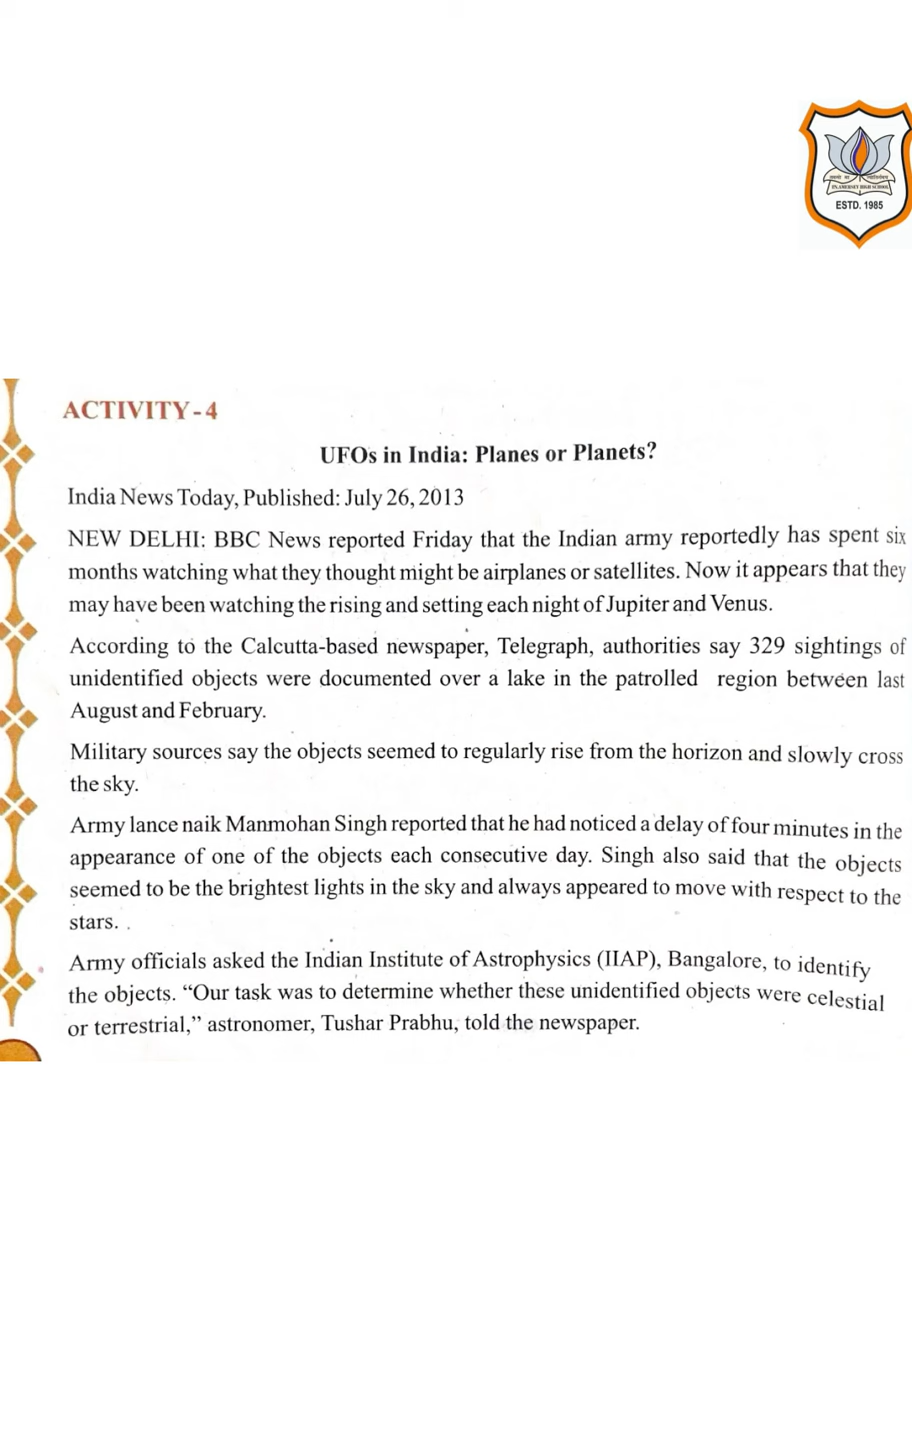 ESTD. 1985
ACTIVITY-4
UFOs in India: Planes or Planets?
India News Today, Published: July 26, 2013
NEW DELHI: BBC News reported Friday that the Indian army reportedly has spent six
months watching what they thought might be airplanes or satellites. Now it appears that they
may have been watching the rising and setting each night of Jupiter and Venus.
According to the Calcutta-based newspaper, Telegraph, authorities say 329 sightings of
unidentified objects were documented over a lake in the patrolled region between last
August and February.
Military sources say the objects seemed to regularly rise from the horizon and slowly cross
the sky.
Army lance naik Manmohan Singh reported that he had noticed a delay of four minutes in the
appearance of one of the objects each consecutive day. Singh also said that the objects
seemed to be the brightest lights in the sky and always appeared to move with respect to the
stars.
Army officials asked the Indian Institute of Astrophysics (IIAP), Bangalore, to identify
the objects. “Our task was to determine whether these unidentified objects were celestial
or terrestrial,” astronomer, Tushar Prabhu, told the newspaper.